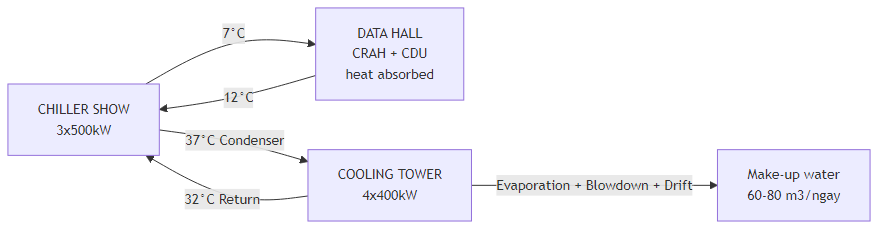 7°C
DATA HALL
CRAH + CDU
heat absorbed
12°C
CHILLER SHOW
3x500kW
37°C Condenser
COOLING TOWER
4x400kW
32°C Return
Evaporation + Blowdown + Drift
Make-up water
60-80 m3/ngay